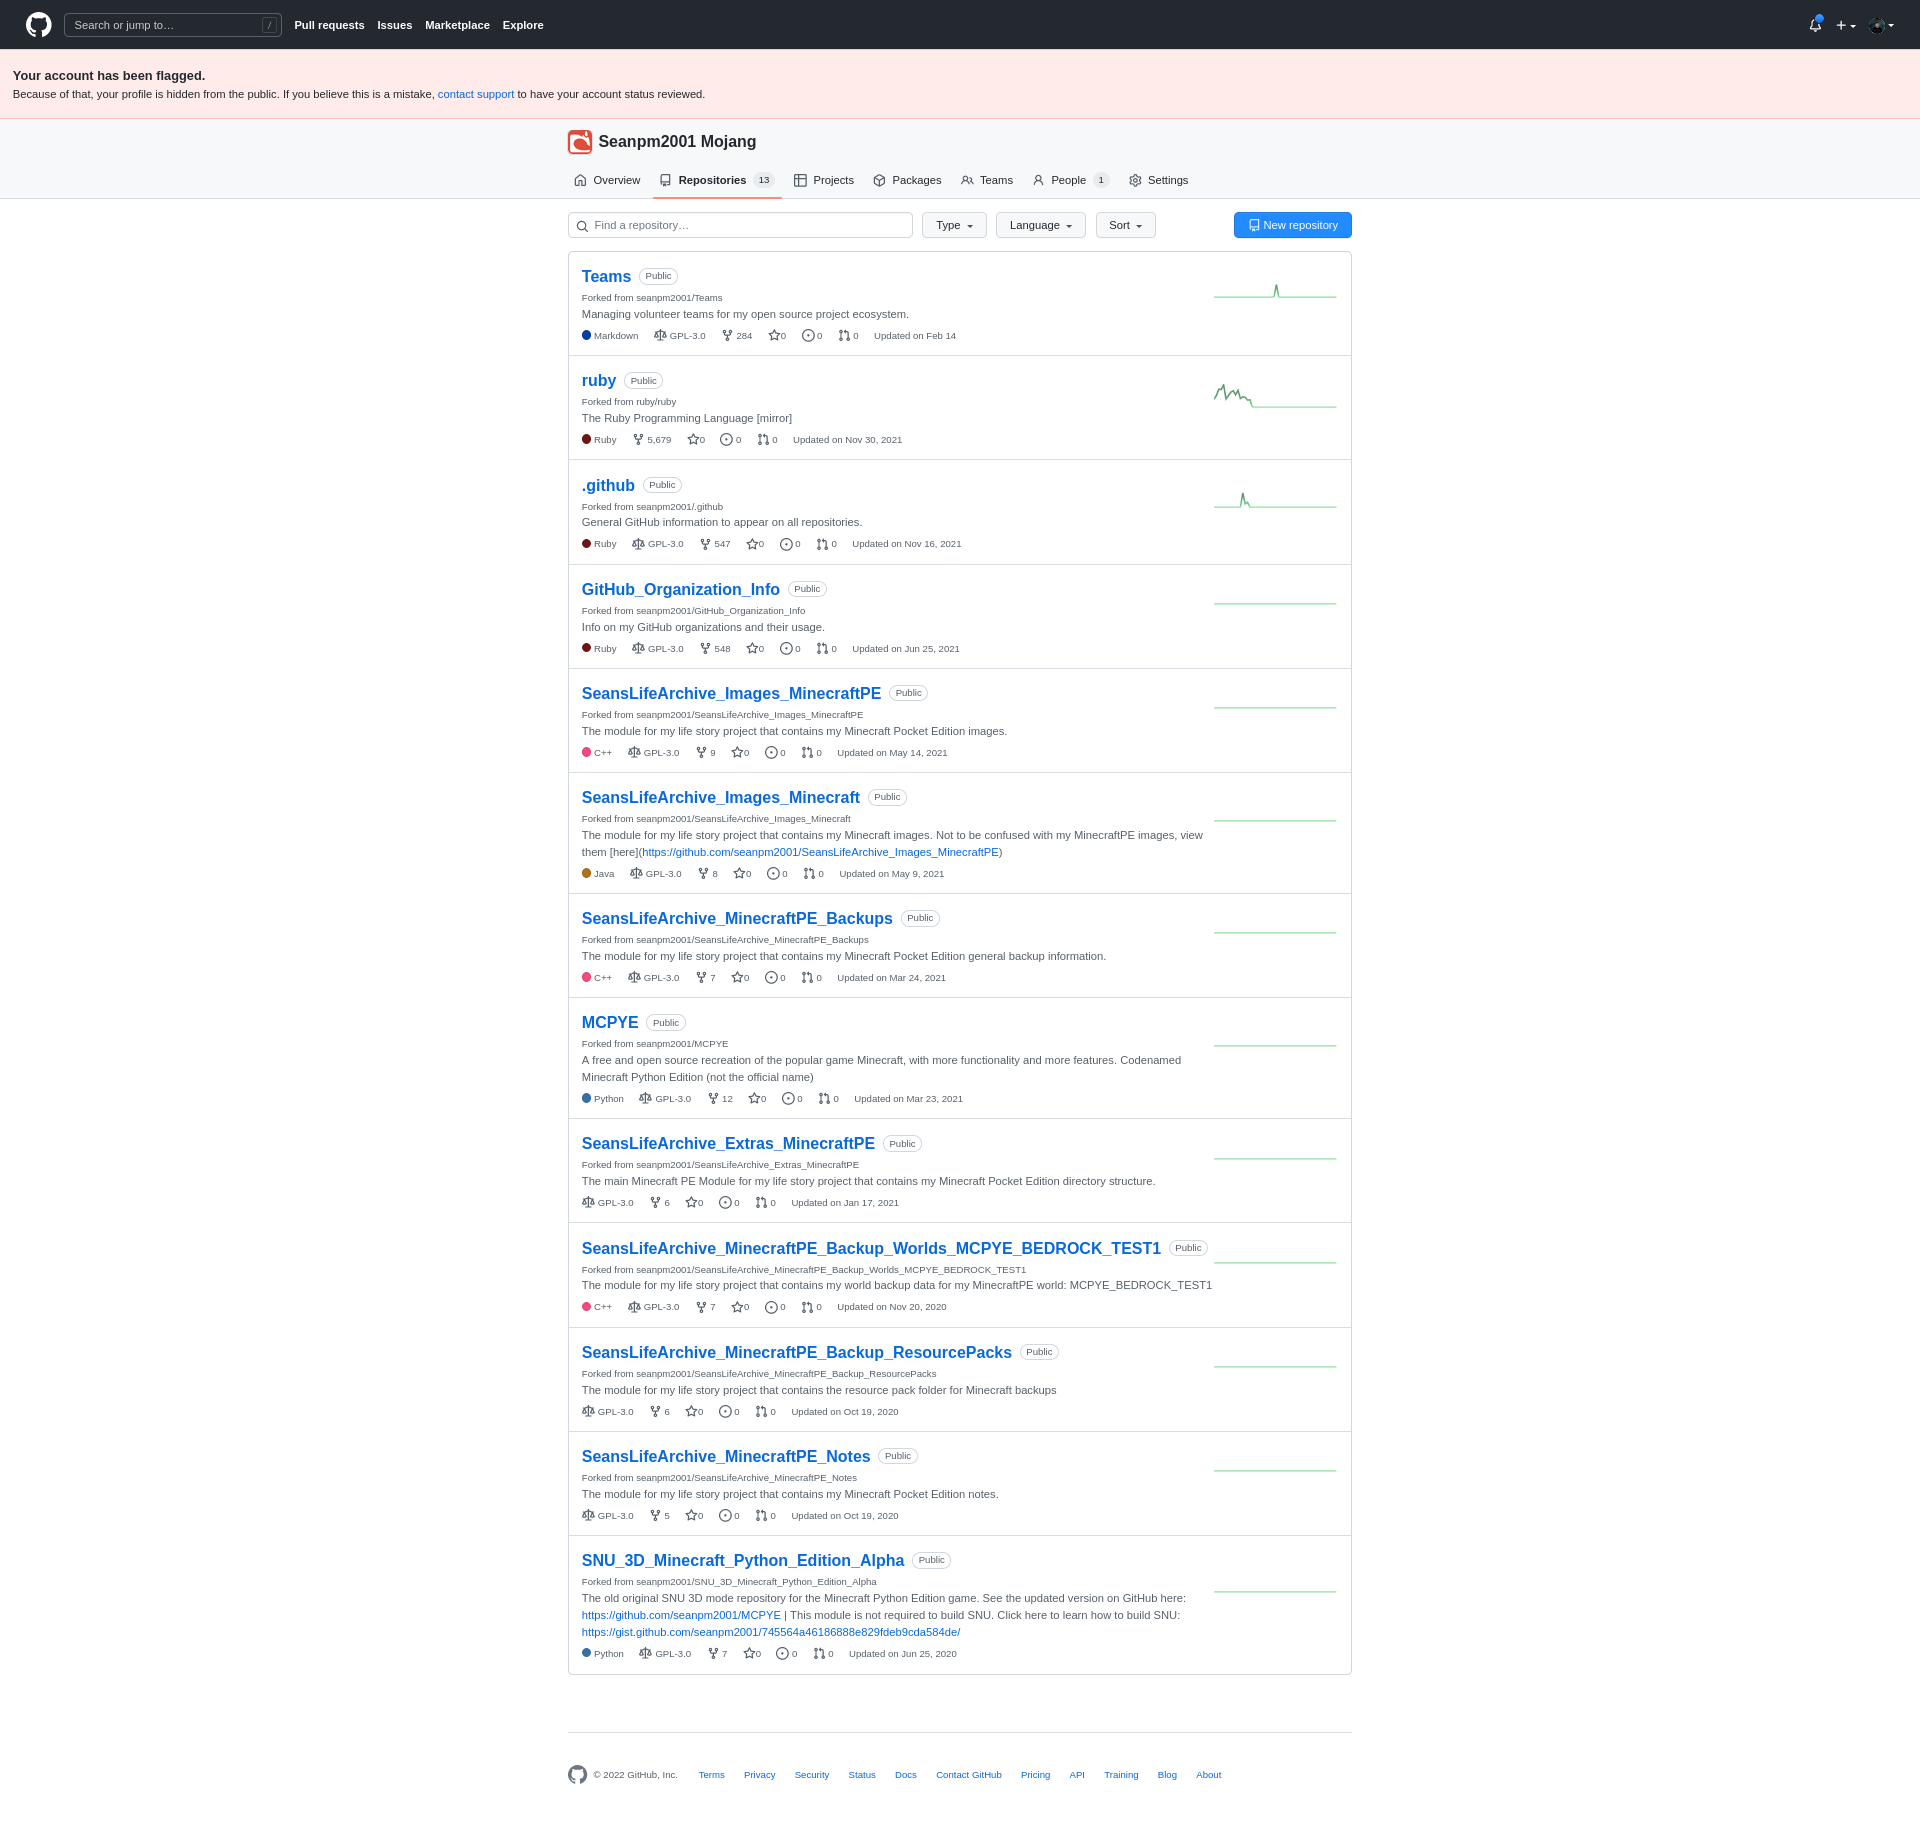 Search or jump to… /
Pull requests Issues Marketplace Explore
Your account has been flagged.
Because of that, your profile is hidden from the public. If you believe this is a mistake, contact support to have your account status reviewed.
Seanpm2001 Mojang
Overview Repositories 13 Projects Packages Teams People 1 Settings
Find a repository… Type Language Sort New repository
Teams Public
Forked from seanpm2001/Teams
Managing volunteer teams for my open source project ecosystem.
Markdown GPL-3.0 284 0 0 0 Updated on Feb 14
ruby Public
Forked from ruby/ruby
The Ruby Programming Language [mirror]
Ruby 5,679 0 0 0 Updated on Nov 30, 2021
.github Public
Forked from seanpm2001/.github
General GitHub information to appear on all repositories.
Ruby GPL-3.0 547 0 0 0 Updated on Nov 16, 2021
GitHub_Organization_Info Public
Forked from seanpm2001/GitHub_Organization_Info
Info on my GitHub organizations and their usage.
Ruby GPL-3.0 548 0 0 0 Updated on Jun 25, 2021
SeansLifeArchive_Images_MinecraftPE Public
Forked from seanpm2001/SeansLifeArchive_Images_MinecraftPE
The module for my life story project that contains my Minecraft Pocket Edition images.
C++ GPL-3.0 9 0 0 0 Updated on May 14, 2021
SeansLifeArchive_Images_Minecraft Public
Forked from seanpm2001/SeansLifeArchive_Images_Minecraft
The module for my life story project that contains my Minecraft images. Not to be confused with my MinecraftPE images, view
them [here](https://github.com/seanpm2001/SeansLifeArchive_Images_MinecraftPE)
Java GPL-3.0 8 0 0 0 Updated on May 9, 2021
SeansLifeArchive_MinecraftPE_Backups Public
Forked from seanpm2001/SeansLifeArchive_MinecraftPE_Backups
The module for my life story project that contains my Minecraft Pocket Edition general backup information.
C++ GPL-3.0 7 0 0 0 Updated on Mar 24, 2021
MCPYE Public
Forked from seanpm2001/MCPYE
A free and open source recreation of the popular game Minecraft, with more functionality and more features. Codenamed
Minecraft Python Edition (not the official name)
Python GPL-3.0 12 0 0 0 Updated on Mar 23, 2021
SeansLifeArchive_Extras_MinecraftPE Public
Forked from seanpm2001/SeansLifeArchive_Extras_MinecraftPE
The main Minecraft PE Module for my life story project that contains my Minecraft Pocket Edition directory structure.
GPL-3.0 6 0 0 0 Updated on Jan 17, 2021
SeansLifeArchive_MinecraftPE_Backup_Worlds_MCPYE_BEDROCK_TEST1 Public
Forked from seanpm2001/SeansLifeArchive_MinecraftPE_Backup_Worlds_MCPYE_BEDROCK_TEST1
The module for my life story project that contains my world backup data for my MinecraftPE world: MCPYE_BEDROCK_TEST1
C++ GPL-3.0 7 0 0 0 Updated on Nov 20, 2020
SeansLifeArchive_MinecraftPE_Backup_ResourcePacks Public
Forked from seanpm2001/SeansLifeArchive_MinecraftPE_Backup_ResourcePacks
The module for my life story project that contains the resource pack folder for Minecraft backups
GPL-3.0 6 0 0 0 Updated on Oct 19, 2020
SeansLifeArchive_MinecraftPE_Notes Public
Forked from seanpm2001/SeansLifeArchive_MinecraftPE_Notes
The module for my life story project that contains my Minecraft Pocket Edition notes.
GPL-3.0 5 0 0 0 Updated on Oct 19, 2020
SNU_3D_Minecraft_Python_Edition_Alpha Public
Forked from seanpm2001/SNU_3D_Minecraft_Python_Edition_Alpha
The old original SNU 3D mode repository for the Minecraft Python Edition game. See the updated version on GitHub here:
https://github.com/seanpm2001/MCPYE | This module is not required to build SNU. Click here to learn how to build SNU:
https://gist.github.com/seanpm2001/745564a46186888e829fdeb9cda584de/
Python GPL-3.0 7 0 0 0 Updated on Jun 25, 2020
© 2022 GitHub, Inc. Terms Privacy Security Status Docs Contact GitHub Pricing API Training Blog About